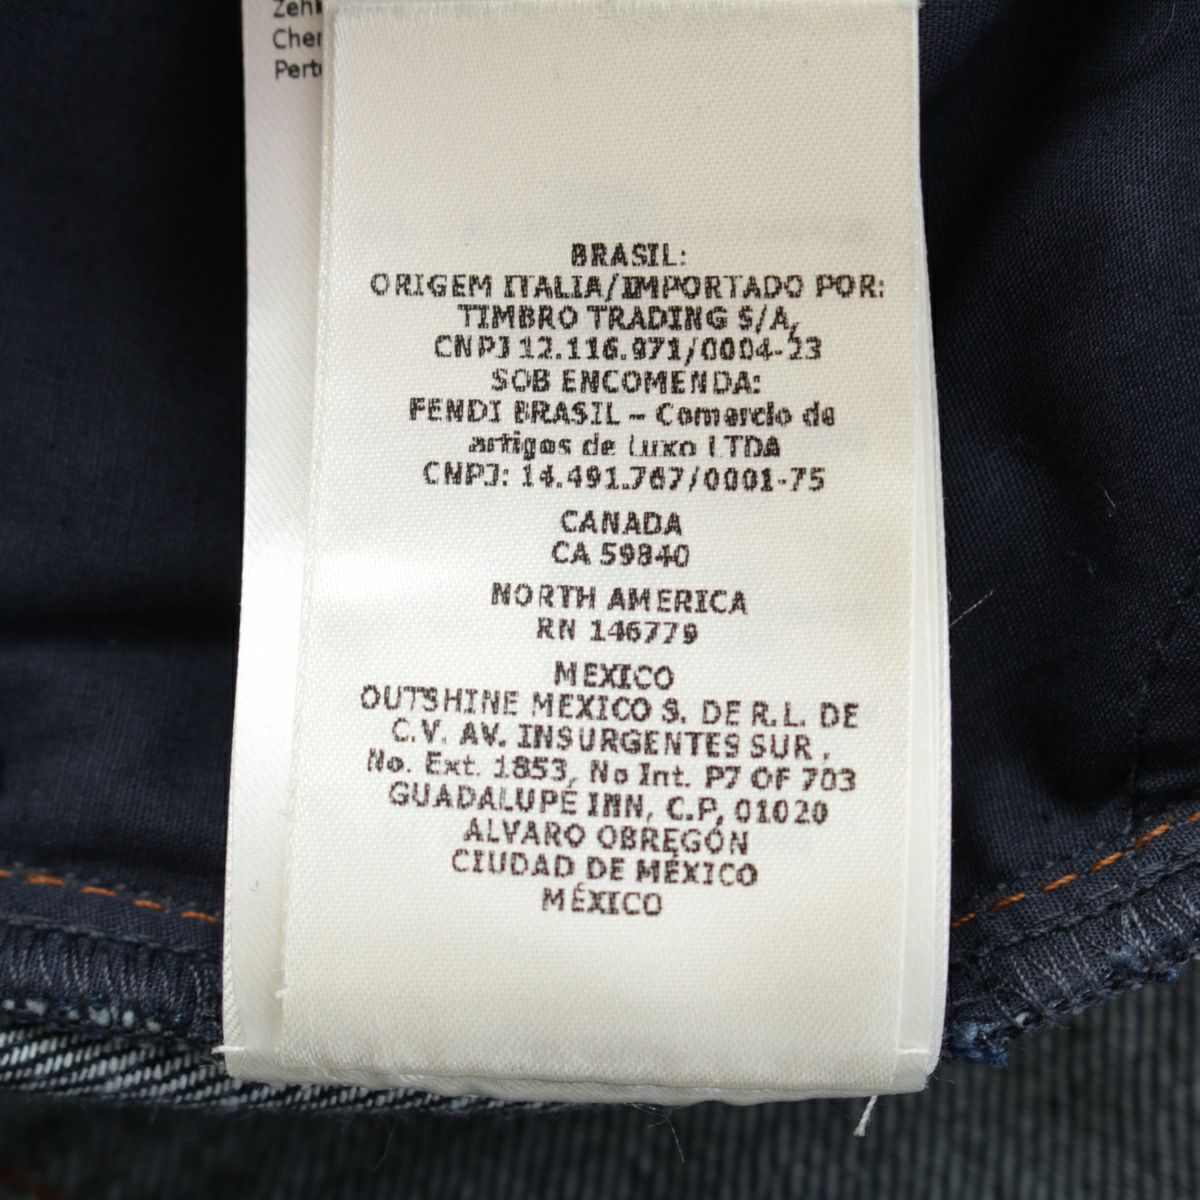 BRASIL:
ORIGEM ITALIA/IMPORTADO POR:
TIMBRO TRADING S/A,
CNPJ 12.116.971/0004-23
SOB ENCOMENDA:
FENDI BRASIL - Comercio de
artigos de Luxo LTDA
CNPJ: 14.491.767/0001-75
CANADA
CA 59840
NORTH AMERICA
RN 146779
MEXICO
OUTSHINE MEXICO S. DE R.L. DE
C.V. AV. INSURGENTES SUR .
No. Ext. 1853, No Int. P7 OF 703
GUADALUPE INN, C.P, 01020
ALVARO OBREGÓN
CIUDAD DE MÉXICO
MÉXICO